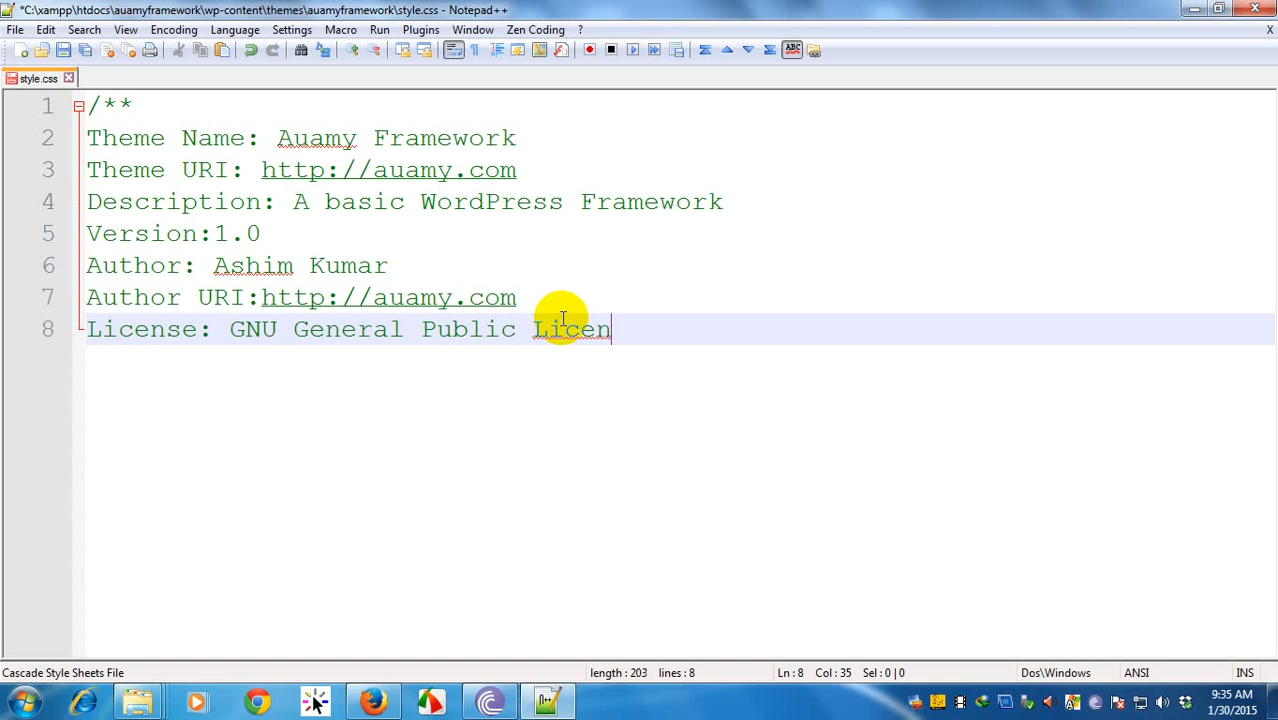 *C:\xampp\htdocs\auamyframework\wp-content\themes\auamyframework\style.css - Notepad++
File Edit Search View Encoding Language Settings Macro Run Plugins Window Zen Coding ? X
style.css
1 /**
2 Theme Name: Auamy Framework
3 Theme URI: http://auamy.com
4 Description: A basic WordPress Framework
5 Version:1.0
6 Author: Ashim Kumar
7 Author URI:http://auamy.com
8 License: GNU General Public Licen
Cascade Style Sheets File length : 203 lines : 8 Ln : 8 Col : 35 Sel : 0 | 0 Dos\Windows ANSI INS
9:35 AM
1/30/2015